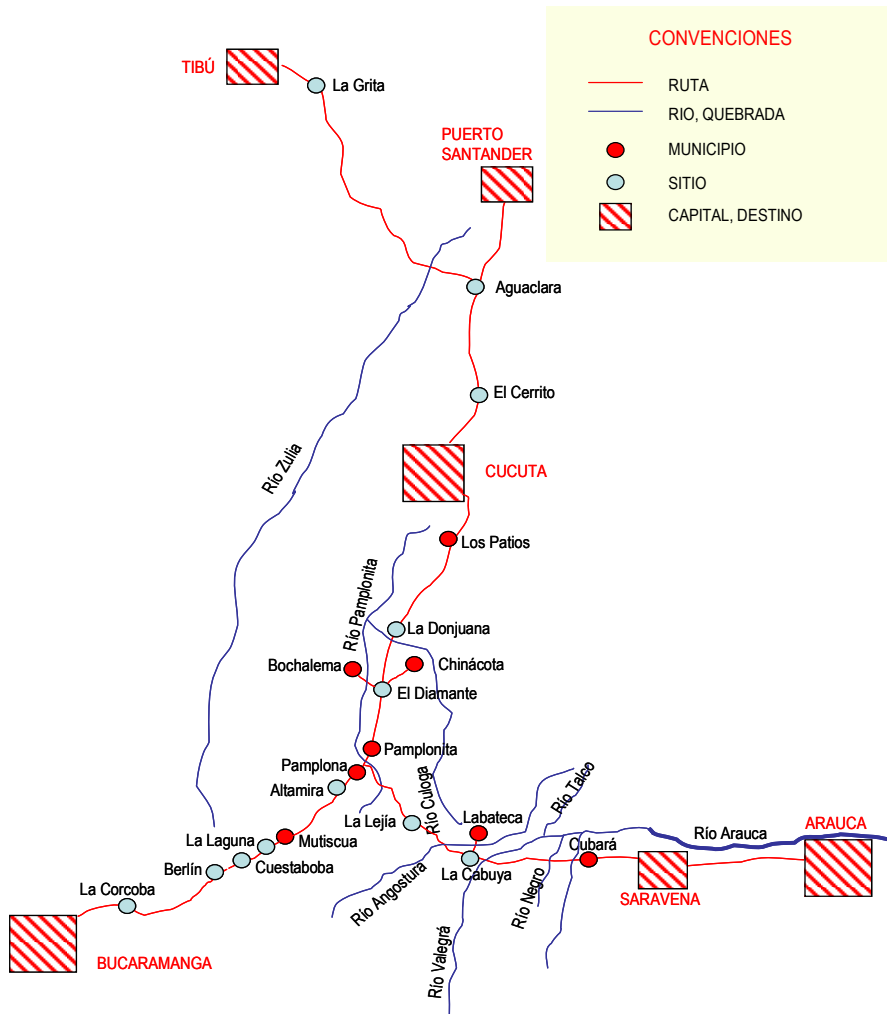 CONVENCIONES
RUTA
RIO, QUEBRADA
MUNICIPIO
SITIO
CAPITAL, DESTINO
TIBÚ
La Grita
PUERTO
SANTANDER
Aguaclara
El Cerrito
Río Zulia
CUCUTA
Los Patios
Río Pamplonita
La Donjuana
Bochalema
Chinácota
El Diamante
Pamplonita
Pamplona
Altamira
Río Culoga
Río Talco
La Lejía
Labateca
La Laguna
Mutiscua
Cubará
Río Arauca
ARAUCA
Berlín
Cuestaboba
La Cabuya
La Corcoba
Río Angostura
Río Negro
SARAVENA
Río Valegrá
BUCARAMANGA